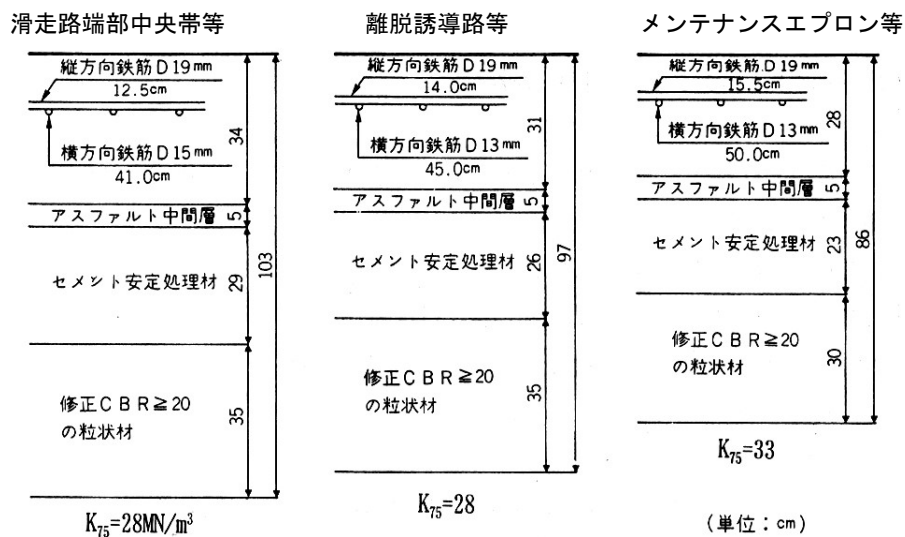 滑走路端部中央帯等
縦方向鉄筋D19mm
12.5cm
横方向鉄筋D15mm
41.0cm
34
アスファルト中間層
5
セメント安定処理材
29
103
修正CBR≧20
の粒状材
35
K75=28MN/m³
離脱誘導路等
縦方向鉄筋D19mm
14.0cm
横方向鉄筋D13mm
45.0cm
31
アスファルト中間層
5
セメント安定処理材
26
97
修正CBR≧20
の粒状材
35
K75=28
メンテナンスエプロン等
縦方向鉄筋D19mm
15.5cm
横方向鉄筋D13mm
50.0cm
28
アスファルト中間層
5
セメント安定処理材
23
86
修正CBR≧20
の粒状材
30
K75=33
(単位:cm)